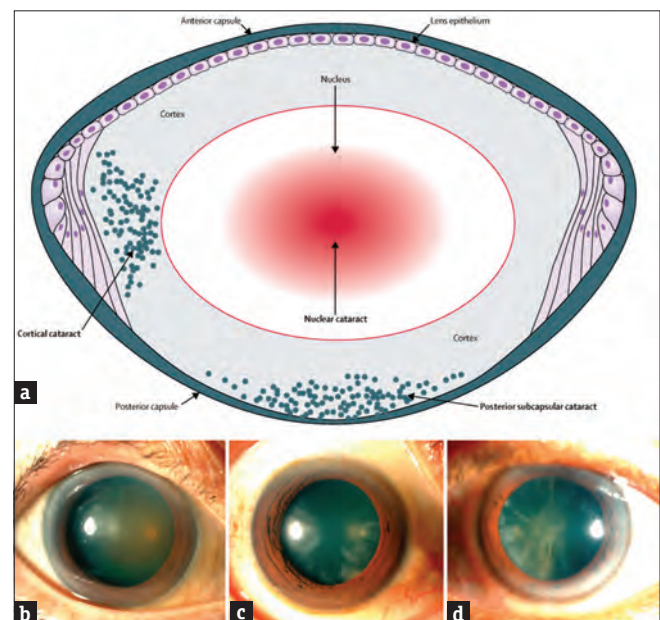 Anterior capsule
Lens epithelium
Nucleus
Cortex
Cortical cataract
Nuclear cataract
Cortex
a
Posterior capsule
Posterior subcapsular cataract
b
c
d